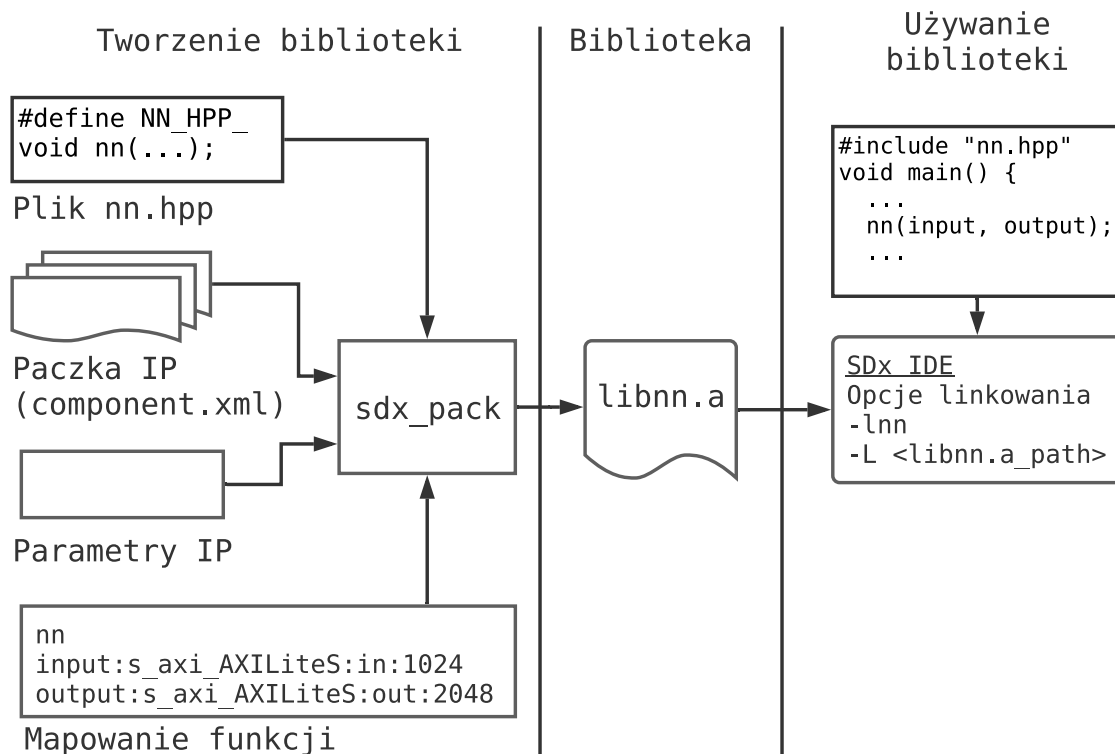 Tworzenie biblioteki
Biblioteka
Używanie
biblioteki
#define NN_HPP_
void nn(...);
Plik nn.hpp
Paczka IP
(component.xml)
Parametry IP
nn
input:s_axi_AXILiteS:in:1024
output:s_axi_AXILiteS:out:2048
Mapowanie funkcji
sdx_pack
libnn.a
#include "nn.hpp"
void main() {
...
nn(input, output);
...
SDx IDE
Opcje linkowania
-lnn
-L <libnn.a_path>